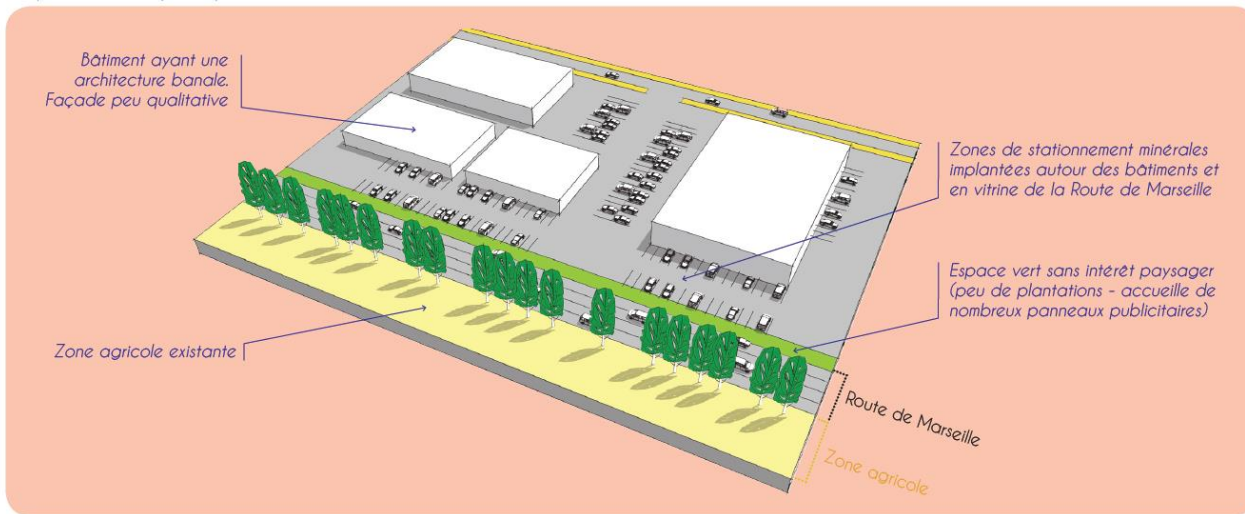 Bâtiment ayant une
architecture banale.
Façade peu qualitative
Zones de stationnement minérales
implantées autour des bâtiments et
en vitrine de la Route de Marseille
Espace vert sans intérêt paysager
(peu de plantations - accueille de
nombreux panneaux publicitaires)
Zone agricole existante
Route de Marseille
Zone agricole